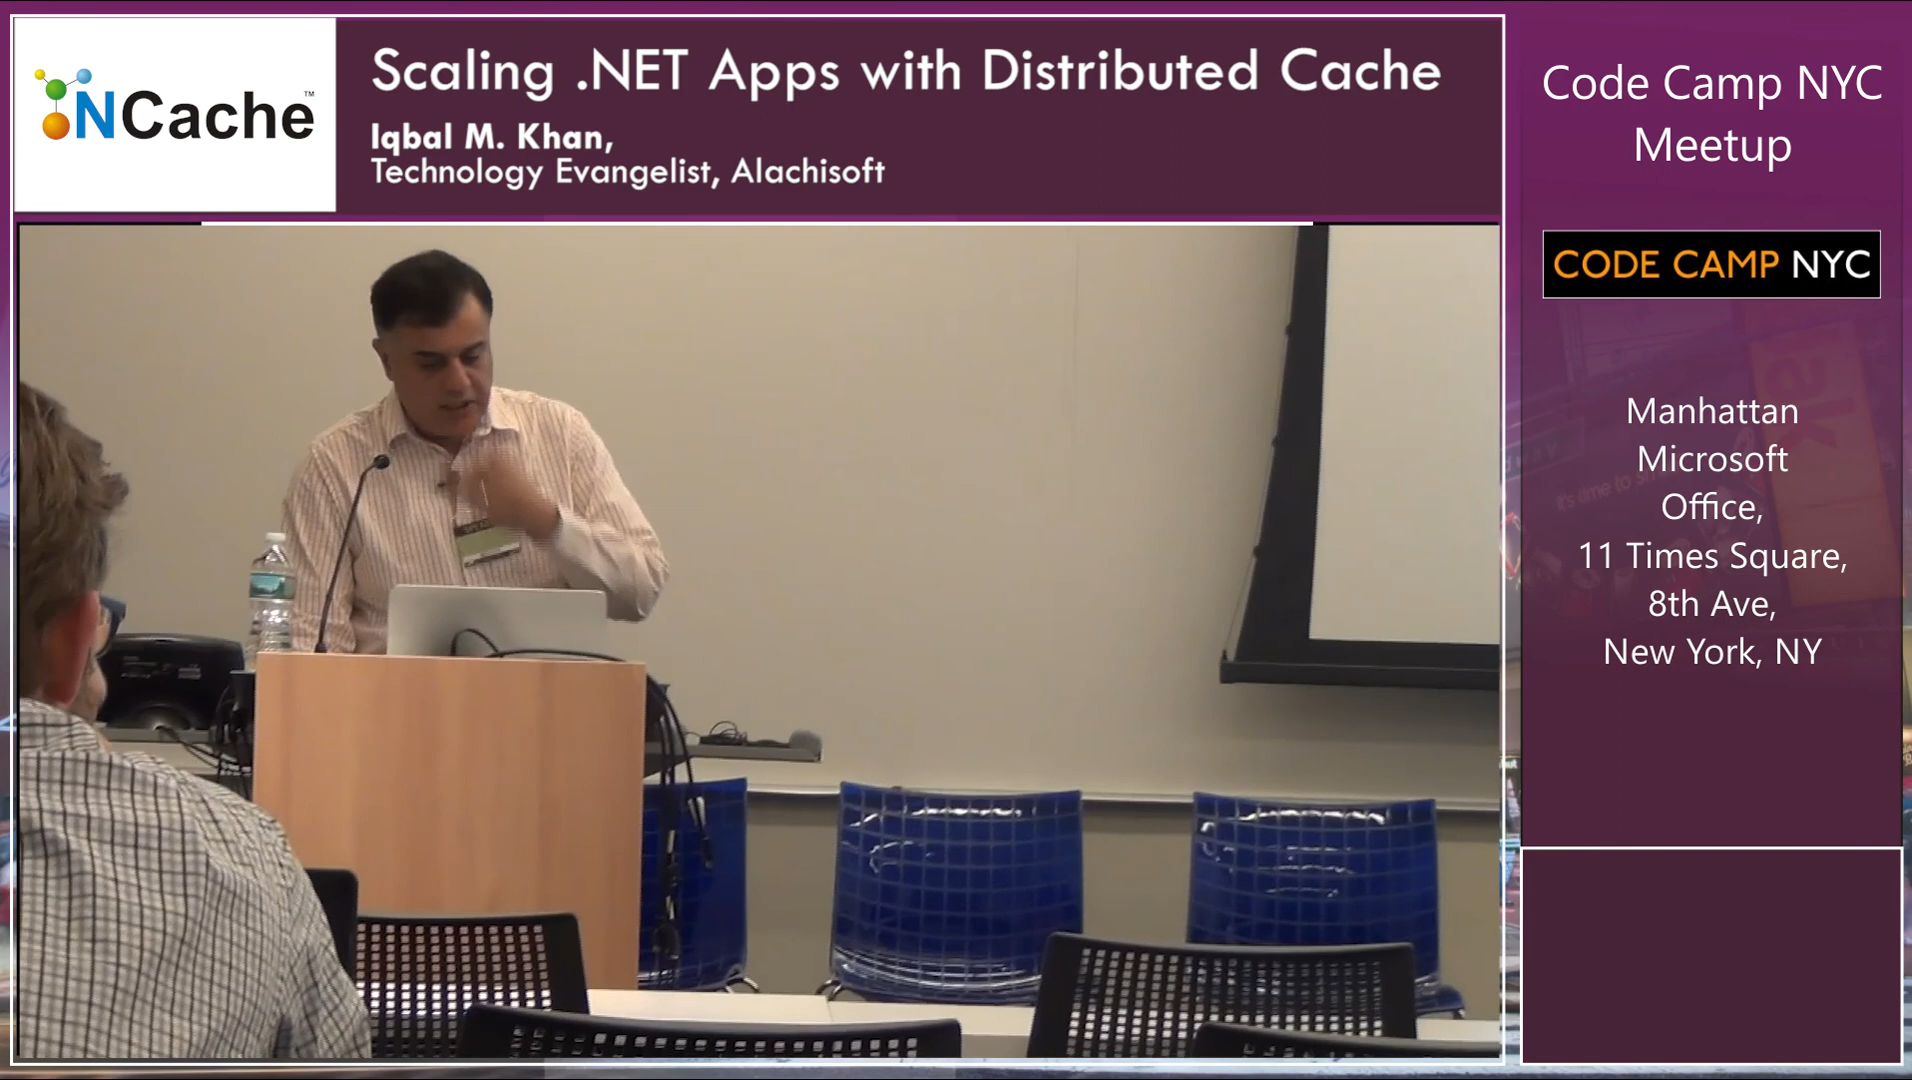 NCache™
Scaling .NET Apps with Distributed Cache
Iqbal M. Khan,
Technology Evangelist, Alachisoft
Code Camp NYC
Meetup
CODE CAMP NYC
Manhattan
Microsoft
Office,
11 Times Square,
8th Ave,
New York, NY